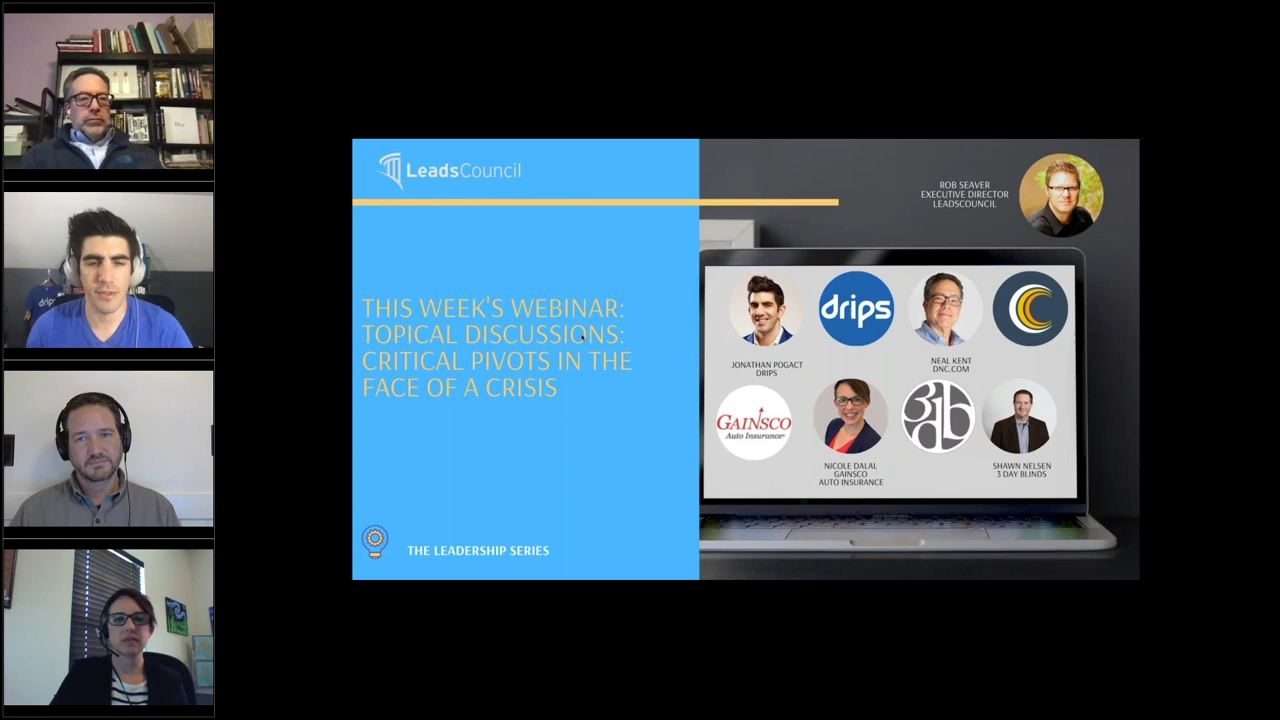 LeadsCouncil
ROB SEAVER
EXECUTIVE DIRECTOR
LEADSCOUNCIL
THIS WEEK'S WEBINAR:
TOPICAL DISCUSSIONS:
CRITICAL PIVOTS IN THE
FACE OF A CRISIS
drips
JONATHAN POGACT
DRIPS
NEAL KENT
DNC.COM
GAINSCO
Auto Insurance
3db
NICOLE DALAL
GAINSCO
AUTO INSURANCE
SHAWN NELSEN
3 DAY BLINDS
THE LEADERSHIP SERIES
drips
Dior